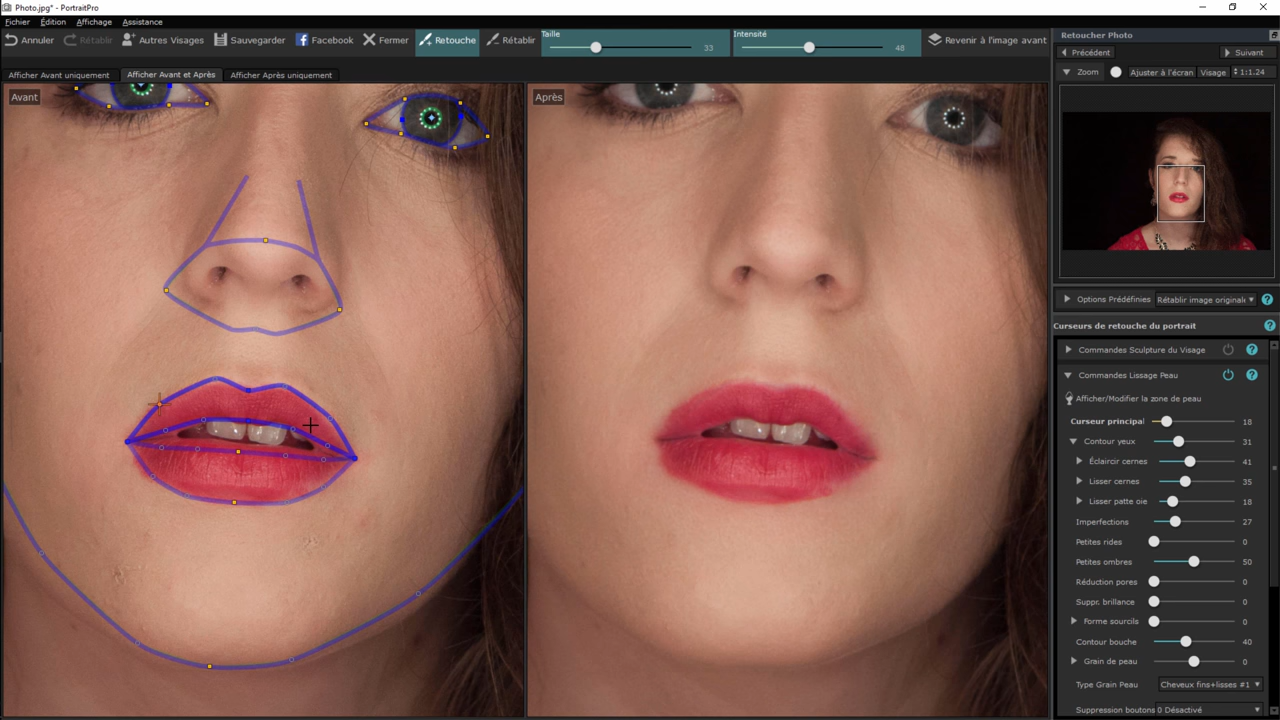 Photo.jpg* - PortraitPro
Fichier Édition Affichage Assistance
Annuler Rétablir Autres Visages Sauvegarder Facebook Fermer Retouche Rétablir Taille 33 Intensité 48 Revenir à l'image avant
Afficher Avant uniquement Afficher Avant et Après Afficher Après uniquement
Avant
Après
Retoucher Photo
Précédent Suivant
Zoom Ajuster à l'écran Visage 1:1.24
Options Prédéfinies Rétablir image original
Curseurs de retouche du portrait
Commandes Sculpture du Visage
Commandes Lissage Peau
Afficher/Modifier la zone de peau
Curseur principal 18
Contour yeux 31
Éclaircir cernes 41
Lisser cernes 35
Lisser patte oie 18
Imperfections 27
Petites rides 0
Petites ombres 50
Réduction pores 0
Suppr. brillance 0
Forme sourcils 0
Contour bouche 40
Grain de peau 0
Type Grain Peau Cheveux fins+lisses #1
Suppression boutons 0 Désactivé